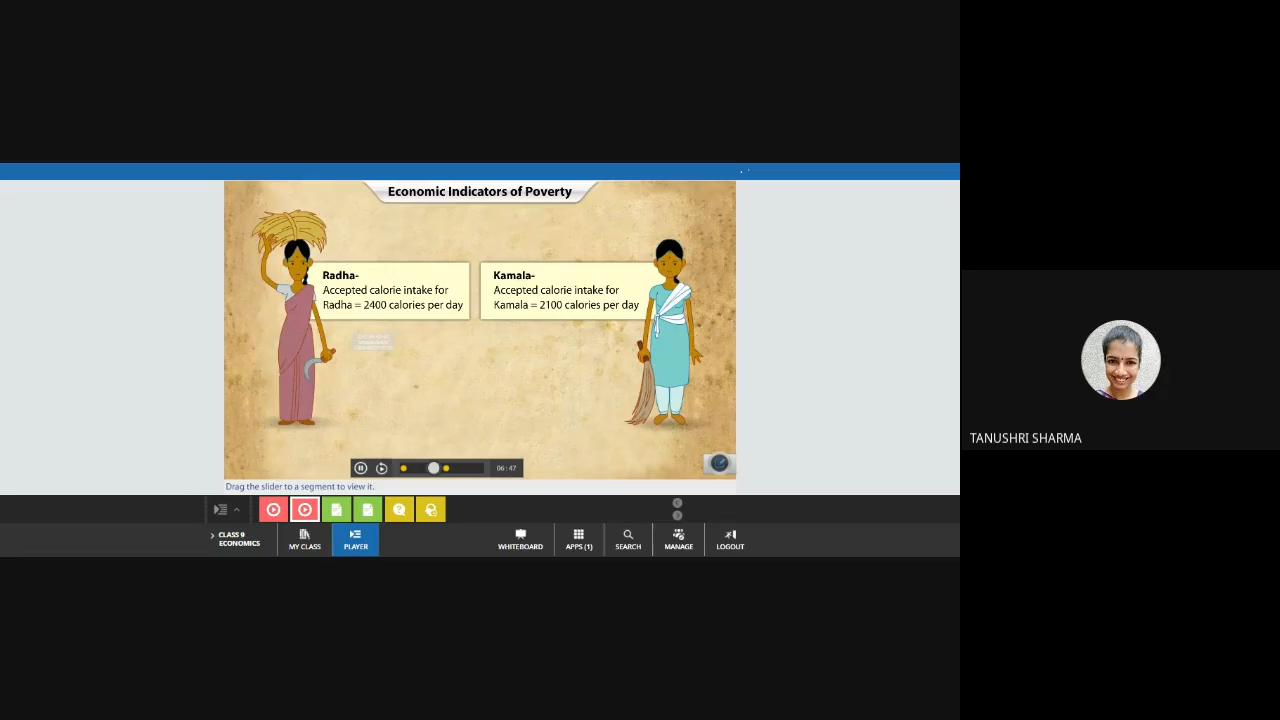 Economic Indicators of Poverty
Radha-
Accepted calorie intake for
Radha = 2400 calories per day
Kamala-
Accepted calorie intake for
Kamala = 2100 calories per day
06:47
Drag the slider to a segment to view it.
CLASS 9
ECONOMICS
MY CLASS
PLAYER
WHITEBOARD
APPS (1)
SEARCH
MANAGE
LOGOUT
TANUSHRI SHARMA